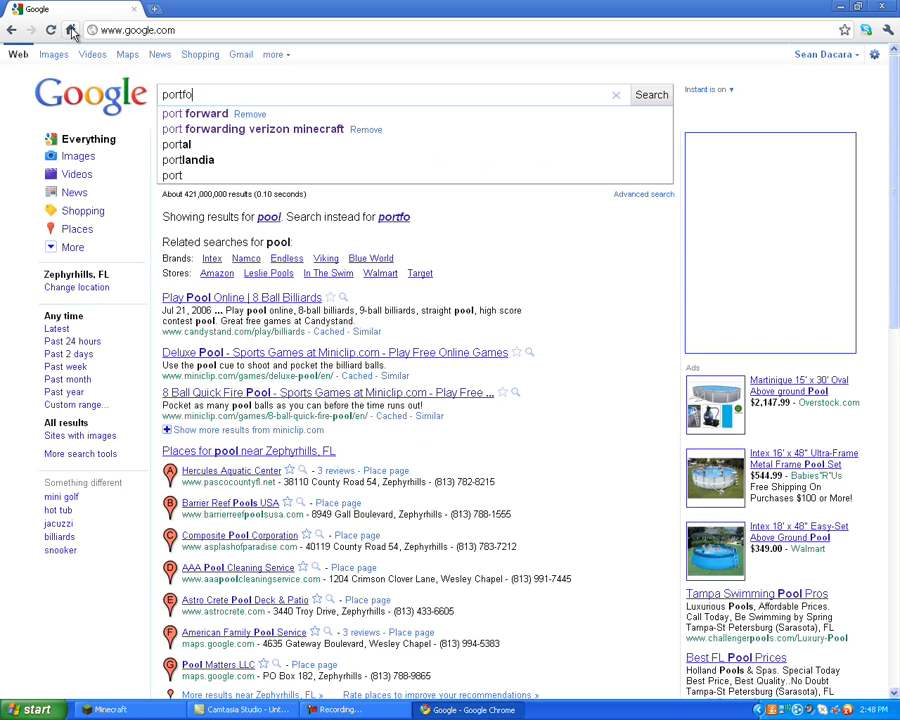 Google
www.google.com
Web Images Videos Maps News Shopping Gmail more
Sean Dacara
Google
portfo
Search
Instant is on
port forward Remove
port forwarding verizon minecraft Remove
portal
portlandia
port
About 421,000,000 results (0.10 seconds)
Advanced search
Everything
Images
Videos
News
Shopping
Places
More
Zephyrhills, FL
Change location
Any time
Latest
Past 24 hours
Past 2 days
Past week
Past month
Past year
Custom range...
All results
Sites with images
More search tools
Something different
mini golf
hot tub
jacuzzi
billiards
snooker
Showing results for pool. Search instead for portfo
Related searches for pool:
Brands: Intex Namco Endless Viking Blue World
Stores: Amazon Leslie Pools In The Swim Walmart Target
Play Pool Online | 8 Ball Billiards
Jul 21, 2006 ... Play pool online, 8-ball billiards, 9-ball billiards, straight pool, high score
contest pool. Great free games at Candystand.
www.candystand.com/play/billiards - Cached - Similar
Deluxe Pool - Sports Games at Miniclip.com - Play Free Online Games
Use the pool cue to shoot and pocket the billiard balls.
www.miniclip.com/games/deluxe-pool/en/ - Cached - Similar
8 Ball Quick Fire Pool - Sports Games at Miniclip.com - Play Free ...
Pocket as many pool balls as you can before the time runs out!
www.miniclip.com/games/8-ball-quick-fire-pool/en/ - Cached - Similar
Show more results from miniclip.com
Places for pool near Zephyrhills, FL
A Hercules Aquatic Center - 3 reviews - Place page
www.pascocountyfl.net - 38110 County Road 54, Zephyrhills - (813) 782-8215
B Barrier Reef Pools USA - Place page
www.barrierreefpoolsusa.com - 8949 Gall Boulevard, Zephyrhills - (813) 788-1555
C Composite Pool Corporation - Place page
www.asplashofparadise.com - 40119 County Road 54, Zephyrhills - (813) 783-7212
D AAA Pool Cleaning Service - Place page
www.aaapoolcleaningservice.com - 1204 Crimson Clover Lane, Wesley Chapel - (813) 991-7445
E Astro Crete Pool Deck & Patio - Place page
www.astrocrete.com - 3440 Troy Drive, Zephyrhills - (813) 433-6605
F American Family Pool Service - 3 reviews - Place page
maps.google.com - 4635 Gateway Boulevard, Wesley Chapel - (813) 994-5383
G Pool Matters LLC - Place page
maps.google.com - PO Box 182, Zephyrhills - (813) 788-9865
More results near Zephyrhills, FL » Rate places to improve your recommendations »
Ads
Martinique 15' x 30' Oval
Above ground Pool
$2,147.99 - Overstock.com
Intex 16' x 48" Ultra-Frame
Metal Frame Pool Set
$544.99 - Babies"R"Us
Free Shipping On
Purchases $100 or More!
Intex 18' x 48" Easy-Set
Above Ground Pool
$349.00 - Walmart
Tampa Swimming Pool Pros
Luxurious Pools, Affordable Prices.
Call Today, Be Swimming by Spring
Tampa-St Petersburg (Sarasota), FL
www.challengerpools.com/Luxury-Pool
Best FL Pool Prices
Holland Pools & Spas. Special Today
Best Price, Best Quality..No Doubt
Tampa-St Petersburg (Sarasota), FL
start Minecraft Camtasia Studio - Unt... Recording... Google - Google Chrome 2:48 PM